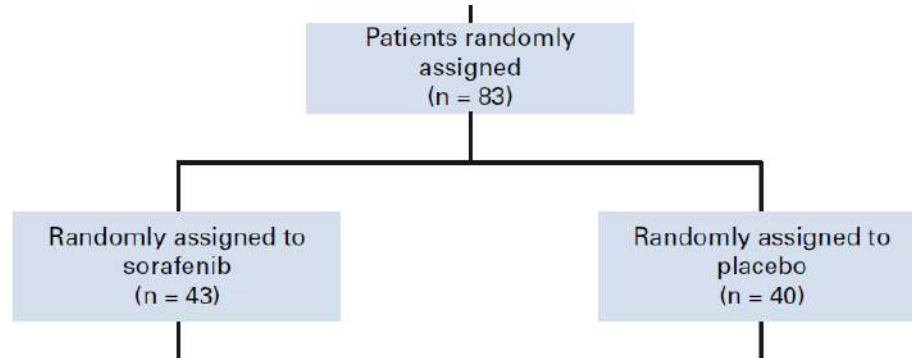 Patients randomly
assigned
(n = 83)
Randomly assigned to
sorafenib
(n = 43)
Randomly assigned to
placebo
(n = 40)